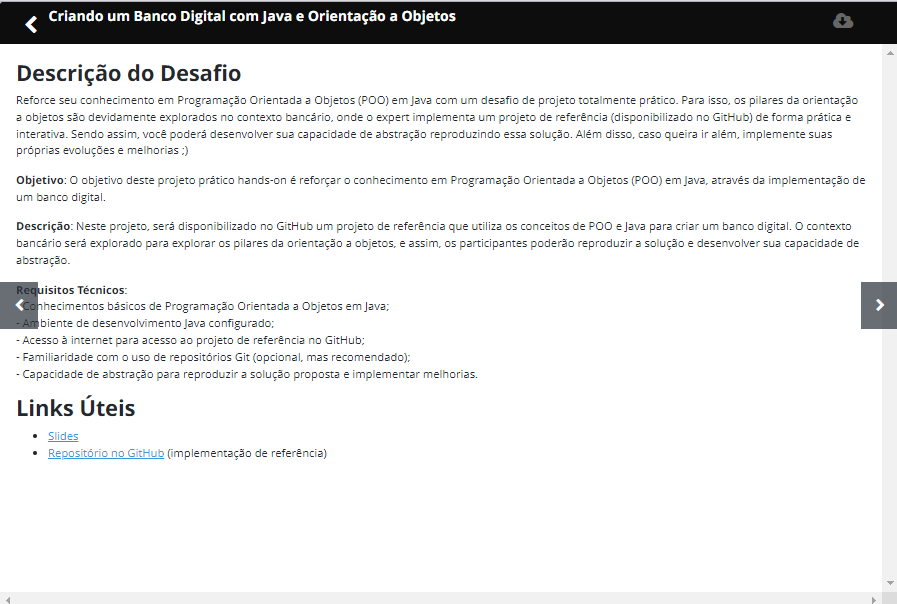 Criando um Banco Digital com Java e Orientação a Objetos
Descrição do Desafio
Reforce seu conhecimento em Programação Orientada a Objetos (POO) em Java com um desafio de projeto totalmente prático. Para isso, os pilares da orientação
a objetos são devidamente explorados no contexto bancário, onde o expert implementa um projeto de referência (disponibilizado no GitHub) de forma prática e
interativa. Sendo assim, você poderá desenvolver sua capacidade de abstração reproduzindo essa solução. Além disso, caso queira ir além, implemente suas
próprias evoluções e melhorias ;)
Objetivo: O objetivo deste projeto prático hands-on é reforçar o conhecimento em Programação Orientada a Objetos (POO) em Java, através da implementação de
um banco digital.
Descrição: Neste projeto, será disponibilizado no GitHub um projeto de referência que utiliza os conceitos de POO e Java para criar um banco digital. O contexto
bancário será explorado para explorar os pilares da orientação a objetos, e assim, os participantes poderão reproduzir a solução e desenvolver sua capacidade de
abstração.
Requisitos Técnicos:
- Conhecimentos básicos de Programação Orientada a Objetos em Java;
- Ambiente de desenvolvimento Java configurado;
- Acesso à internet para acesso ao projeto de referência no GitHub;
- Familiaridade com o uso de repositórios Git (opcional, mas recomendado);
- Capacidade de abstração para reproduzir a solução proposta e implementar melhorias.
Links Úteis
• Slides
• Repositório no GitHub (implementação de referência)